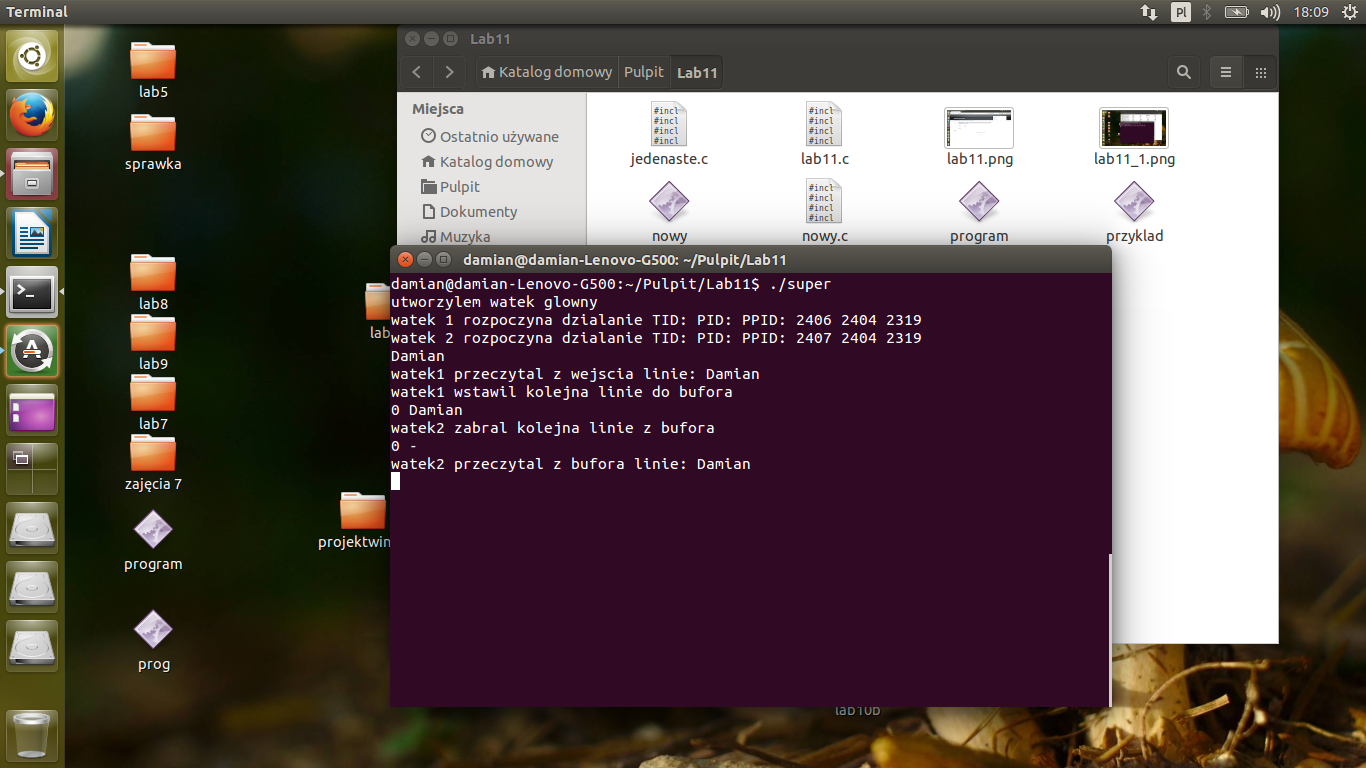 Terminal
Pl
18:09
lab5
sprawka
lab8
lab9
lab7
zajęcia 7
program
prog
lab
projektwin
lab10b
Lab11
Katalog domowy
Pulpit
Lab11
Miejsca
Ostatnio używane
Katalog domowy
Pulpit
Dokumenty
Muzyka
#incl
#incl
#incl
#incl
jedenaste.c
#incl
#incl
#incl
#incl
lab11.c
lab11.png
lab11_1.png
nowy
#incl
#incl
#incl
#incl
nowy.c
program
przyklad
damian@damian-Lenovo-G500: ~/Pulpit/Lab11
damian@damian-Lenovo-G500:~/Pulpit/Lab11$ ./super
utworzylem watek glowny
watek 1 rozpoczyna dzialanie TID: PID: PPID: 2406 2404 2319
watek 2 rozpoczyna dzialanie TID: PID: PPID: 2407 2404 2319
Damian
watek1 przeczytal z wejscia linie: Damian
watek1 wstawil kolejna linie do bufora
0 Damian
watek2 zabral kolejna linie z bufora
0 -
watek2 przeczytal z bufora linie: Damian